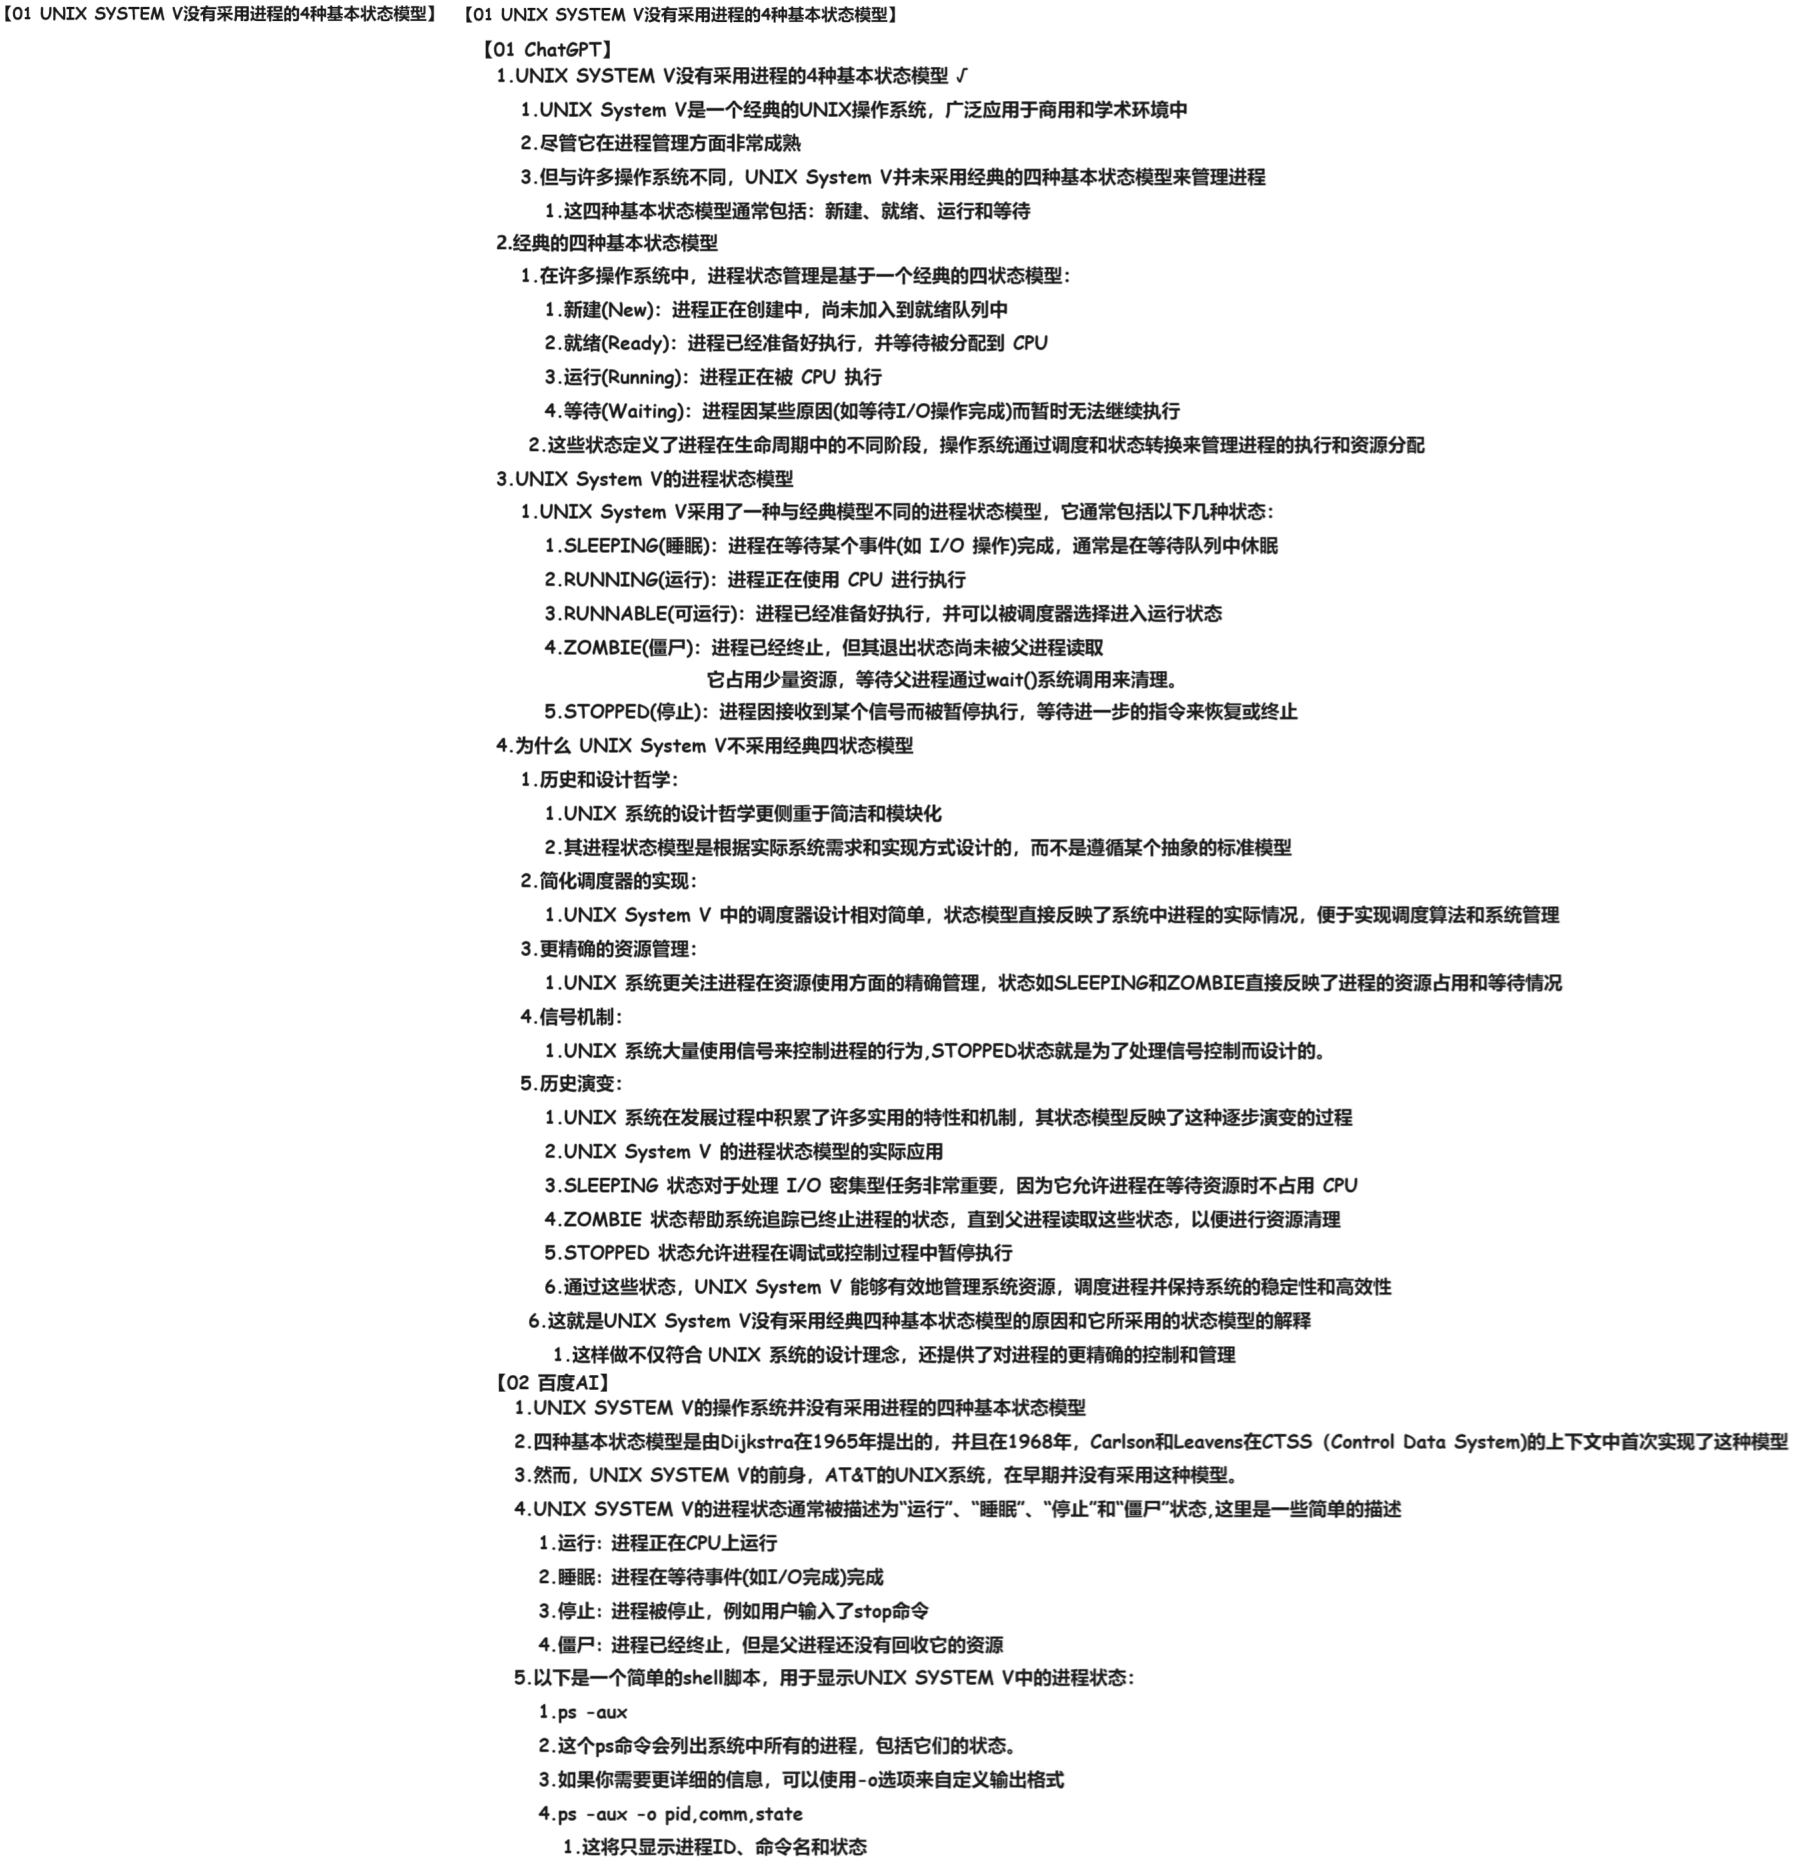 【01 UNIX SYSTEM V没有采用进程的4种基本状态模型】 【01 UNIX SYSTEM V没有采用进程的4种基本状态模型】
【01 ChatGPT】
1.UNIX SYSTEM V没有采用进程的4种基本状态模型 √
1.UNIX System V是一个经典的UNIX操作系统，广泛应用于商用和学术环境中
2.尽管它在进程管理方面非常成熟
3.但与许多操作系统不同，UNIX System V并未采用经典的四种基本状态模型来管理进程
1.这四种基本状态模型通常包括：新建、就绪、运行和等待
2.经典的四种基本状态模型
1.在许多操作系统中，进程状态管理是基于一个经典的四状态模型：
1.新建(New)：进程正在创建中，尚未加入到就绪队列中
2.就绪(Ready)：进程已经准备好执行，并等待被分配到 CPU
3.运行(Running)：进程正在被 CPU 执行
4.等待(Waiting)：进程因某些原因(如等待I/O操作完成)而暂时无法继续执行
2.这些状态定义了进程在生命周期中的不同阶段，操作系统通过调度和状态转换来管理进程的执行和资源分配
3.UNIX System V的进程状态模型
1.UNIX System V采用了一种与经典模型不同的进程状态模型，它通常包括以下几种状态：
1.SLEEPING(睡眠)：进程在等待某个事件(如 I/O 操作)完成，通常是在等待队列中休眠
2.RUNNING(运行)：进程正在使用 CPU 进行执行
3.RUNNABLE(可运行)：进程已经准备好执行，并可以被调度器选择进入运行状态
4.ZOMBIE(僵尸)：进程已经终止，但其退出状态尚未被父进程读取
它占用少量资源，等待父进程通过wait()系统调用来清理。
5.STOPPED(停止)：进程因接收到某个信号而被暂停执行，等待进一步的指令来恢复或终止
4.为什么 UNIX System V不采用经典四状态模型
1.历史和设计哲学：
1.UNIX 系统的设计哲学更侧重于简洁和模块化
2.其进程状态模型是根据实际系统需求和实现方式设计的，而不是遵循某个抽象的标准模型
2.简化调度器的实现：
1.UNIX System V 中的调度器设计相对简单，状态模型直接反映了系统中进程的实际情况，便于实现调度算法和系统管理
3.更精确的资源管理：
1.UNIX 系统更关注进程在资源使用方面的精确管理，状态如SLEEPING和ZOMBIE直接反映了进程的资源占用和等待情况
4.信号机制：
1.UNIX 系统大量使用信号来控制进程的行为,STOPPED状态就是为了处理信号控制而设计的。
5.历史演变：
1.UNIX 系统在发展过程中积累了许多实用的特性和机制，其状态模型反映了这种逐步演变的过程
2.UNIX System V 的进程状态模型的实际应用
3.SLEEPING 状态对于处理 I/O 密集型任务非常重要，因为它允许进程在等待资源时不占用 CPU
4.ZOMBIE 状态帮助系统追踪已终止进程的状态，直到父进程读取这些状态，以便进行资源清理
5.STOPPED 状态允许进程在调试或控制过程中暂停执行
6.通过这些状态，UNIX System V 能够有效地管理系统资源，调度进程并保持系统的稳定性和高效性
6.这就是UNIX System V没有采用经典四种基本状态模型的原因和它所采用的状态模型的解释
1.这样做不仅符合 UNIX 系统的设计理念，还提供了对进程的更精确的控制和管理
【02 百度AI】
1.UNIX SYSTEM V的操作系统并没有采用进程的四种基本状态模型
2.四种基本状态模型是由Dijkstra在1965年提出的，并且在1968年，Carlson和Leavens在CTSS（Control Data System)的上下文中首次实现了这种模型
3.然而，UNIX SYSTEM V的前身，AT&T的UNIX系统，在早期并没有采用这种模型。
4.UNIX SYSTEM V的进程状态通常被描述为“运行”、“睡眠”、“停止”和“僵尸”状态,这里是一些简单的描述
1.运行：进程正在CPU上运行
2.睡眠：进程在等待事件(如I/O完成)完成
3.停止：进程被停止，例如用户输入了stop命令
4.僵尸：进程已经终止，但是父进程还没有回收它的资源
5.以下是一个简单的shell脚本，用于显示UNIX SYSTEM V中的进程状态：
1.ps -aux
2.这个ps命令会列出系统中所有的进程，包括它们的状态。
3.如果你需要更详细的信息，可以使用-o选项来自定义输出格式
4.ps -aux -o pid,comm,state
1.这将只显示进程ID、命令名和状态